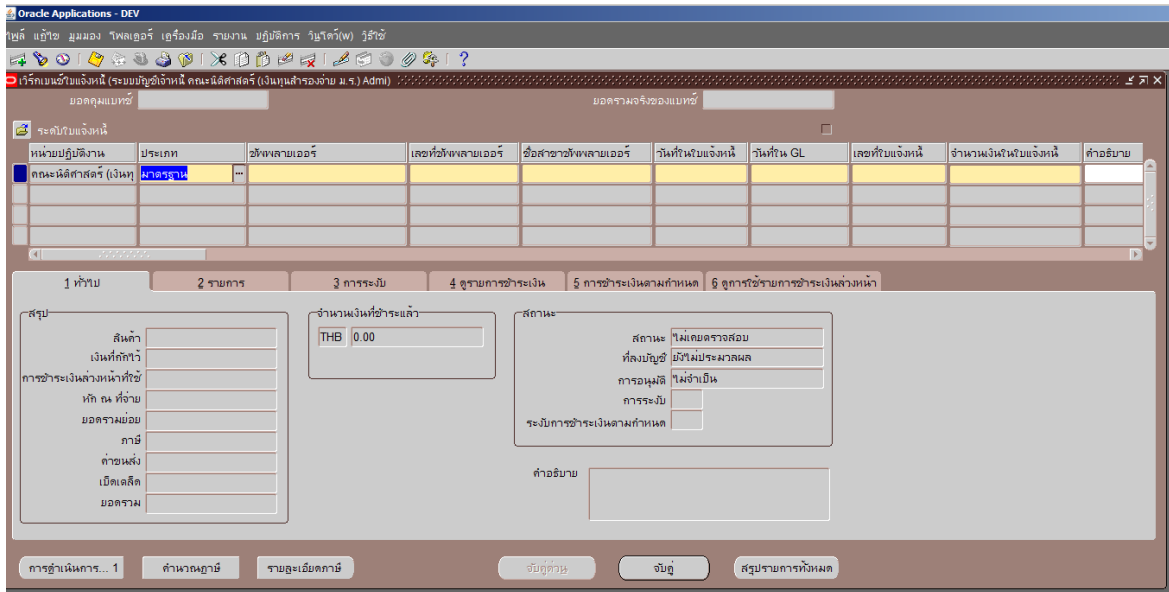 Oracle Applications - DEV
ไฟล์ แก้ไข มุมมอง โฟลเดอร์ เครื่องมือ รายงาน ปฏิบัติการ วินโดว์(w) วิธีใช้
เวิร์กเบนช์ใบแจ้งหนี้ (ระบบบัญชีเจ้าหนี้ คณะนิติศาสตร์ (เงินทุนสำรองจ่าย ม.ร.) Admi)
ยอดคุมแบทช์ ยอดรวมจริงของแบทช์
ระดับใบแจ้งหนี้
หน่วยปฏิบัติงาน ประเภท ซัพพลายเออร์ เลขที่ซัพพลายเออร์ ชื่อสาขาซัพพลายเออร์ วันที่ในใบแจ้งหนี้ วันที่ใน GL เลขที่ใบแจ้งหนี้ จำนวนเงินในใบแจ้งหนี้ คำอธิบาย
คณะนิติศาสตร์ (เงินทุ มาตรฐาน
1 ทั่วไป 2 รายการ 3 การระงับ 4 ดูรายการชำระเงิน 5 การชำระเงินตามกำหนด 6 ดูการใช้รายการชำระเงินล่วงหน้า
สรุป
สินค้า
เงินที่กักไว้
การชำระเงินล่วงหน้าที่ใช้
หัก ณ ที่จ่าย
ยอดรวมย่อย
ภาษี
ค่าขนส่ง
เบ็ดเตล็ด
ยอดรวม
จำนวนเงินที่ชำระแล้ว
THB 0.00
สถานะ
สถานะ ไม่เคยตรวจสอบ
ที่ลงบัญชี ยังไม่ประมวลผล
การอนุมัติ ไม่จำเป็น
การระงับ
ระงับการชำระเงินตามกำหนด
คำอธิบาย
การดำเนินการ... 1 คำนวณภาษี รายละเอียดภาษี จับคู่ด่วน จับคู่ สรุปรายการทั้งหมด